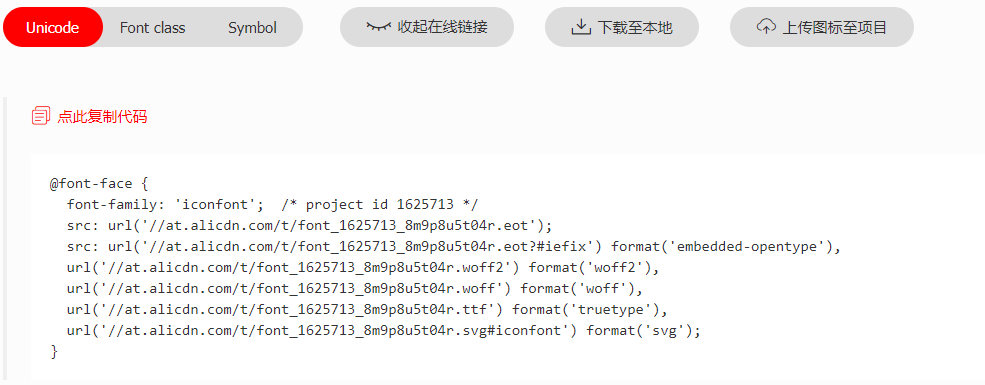 Unicode Font class Symbol 收起在线链接 下载至本地 上传图标至项目
点此复制代码
@font-face {
font-family: 'iconfont';  /* project id 1625713 */
src: url('//at.alicdn.com/t/font_1625713_8m9p8u5t04r.eot');
src: url('//at.alicdn.com/t/font_1625713_8m9p8u5t04r.eot?#iefix') format('embedded-opentype'),
url('//at.alicdn.com/t/font_1625713_8m9p8u5t04r.woff2') format('woff2'),
url('//at.alicdn.com/t/font_1625713_8m9p8u5t04r.woff') format('woff'),
url('//at.alicdn.com/t/font_1625713_8m9p8u5t04r.ttf') format('truetype'),
url('//at.alicdn.com/t/font_1625713_8m9p8u5t04r.svg#iconfont') format('svg');
}